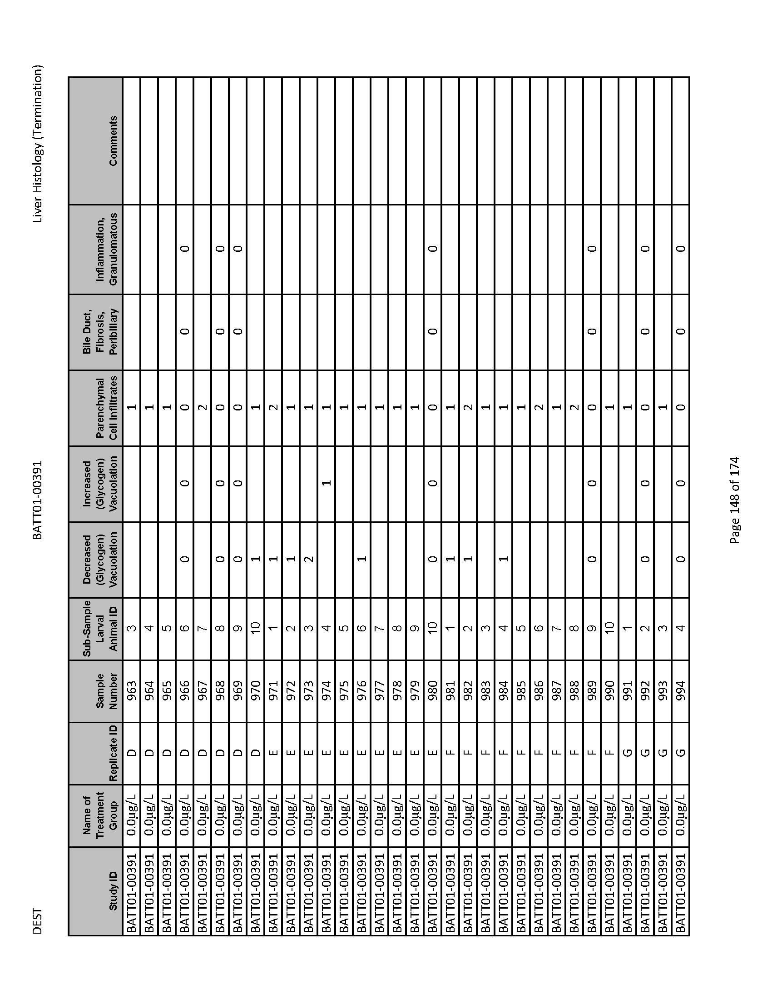 DEST BATT01-00391 Liver Histology (Termination)
Study ID Name of Treatment Group Replicate ID Sample Number Sub-Sample Larval Animal ID Decreased (Glycogen) Vacuolation Increased (Glycogen) Vacuolation Parenchymal Cell Infiltrates Bile Duct, Fibrosis, Peribiliary Inflammation, Granulomatous Comments
BATT01-00391 0.0µg/L D 963 3 1
BATT01-00391 0.0µg/L D 964 4 1
BATT01-00391 0.0µg/L D 965 5 1
BATT01-00391 0.0µg/L D 966 6 0 0 0 0 0
BATT01-00391 0.0µg/L D 967 7 2
BATT01-00391 0.0µg/L D 968 8 0 0 0 0 0
BATT01-00391 0.0µg/L D 969 9 0 0 0 0 0
BATT01-00391 0.0µg/L D 970 10 1 1
BATT01-00391 0.0µg/L E 971 1 1 2
BATT01-00391 0.0µg/L E 972 2 1 1
BATT01-00391 0.0µg/L E 973 3 2 1
BATT01-00391 0.0µg/L E 974 4 1 1
BATT01-00391 0.0µg/L E 975 5 1
BATT01-00391 0.0µg/L E 976 6 1 1
BATT01-00391 0.0µg/L E 977 7 1
BATT01-00391 0.0µg/L E 978 8 1
BATT01-00391 0.0µg/L E 979 9 1
BATT01-00391 0.0µg/L E 980 10 0 0 0 0 0
BATT01-00391 0.0µg/L F 981 1 1 1
BATT01-00391 0.0µg/L F 982 2 1 2
BATT01-00391 0.0µg/L F 983 3 1
BATT01-00391 0.0µg/L F 984 4 1 1
BATT01-00391 0.0µg/L F 985 5 1
BATT01-00391 0.0µg/L F 986 6 2
BATT01-00391 0.0µg/L F 987 7 1
BATT01-00391 0.0µg/L F 988 8 2
BATT01-00391 0.0µg/L F 989 9 0 0 0 0 0
BATT01-00391 0.0µg/L F 990 10 1
BATT01-00391 0.0µg/L G 991 1 1
BATT01-00391 0.0µg/L G 992 2 0 0 0 0 0
BATT01-00391 0.0µg/L G 993 3 1
BATT01-00391 0.0µg/L G 994 4 0 0 0 0 0
Page 148 of 174